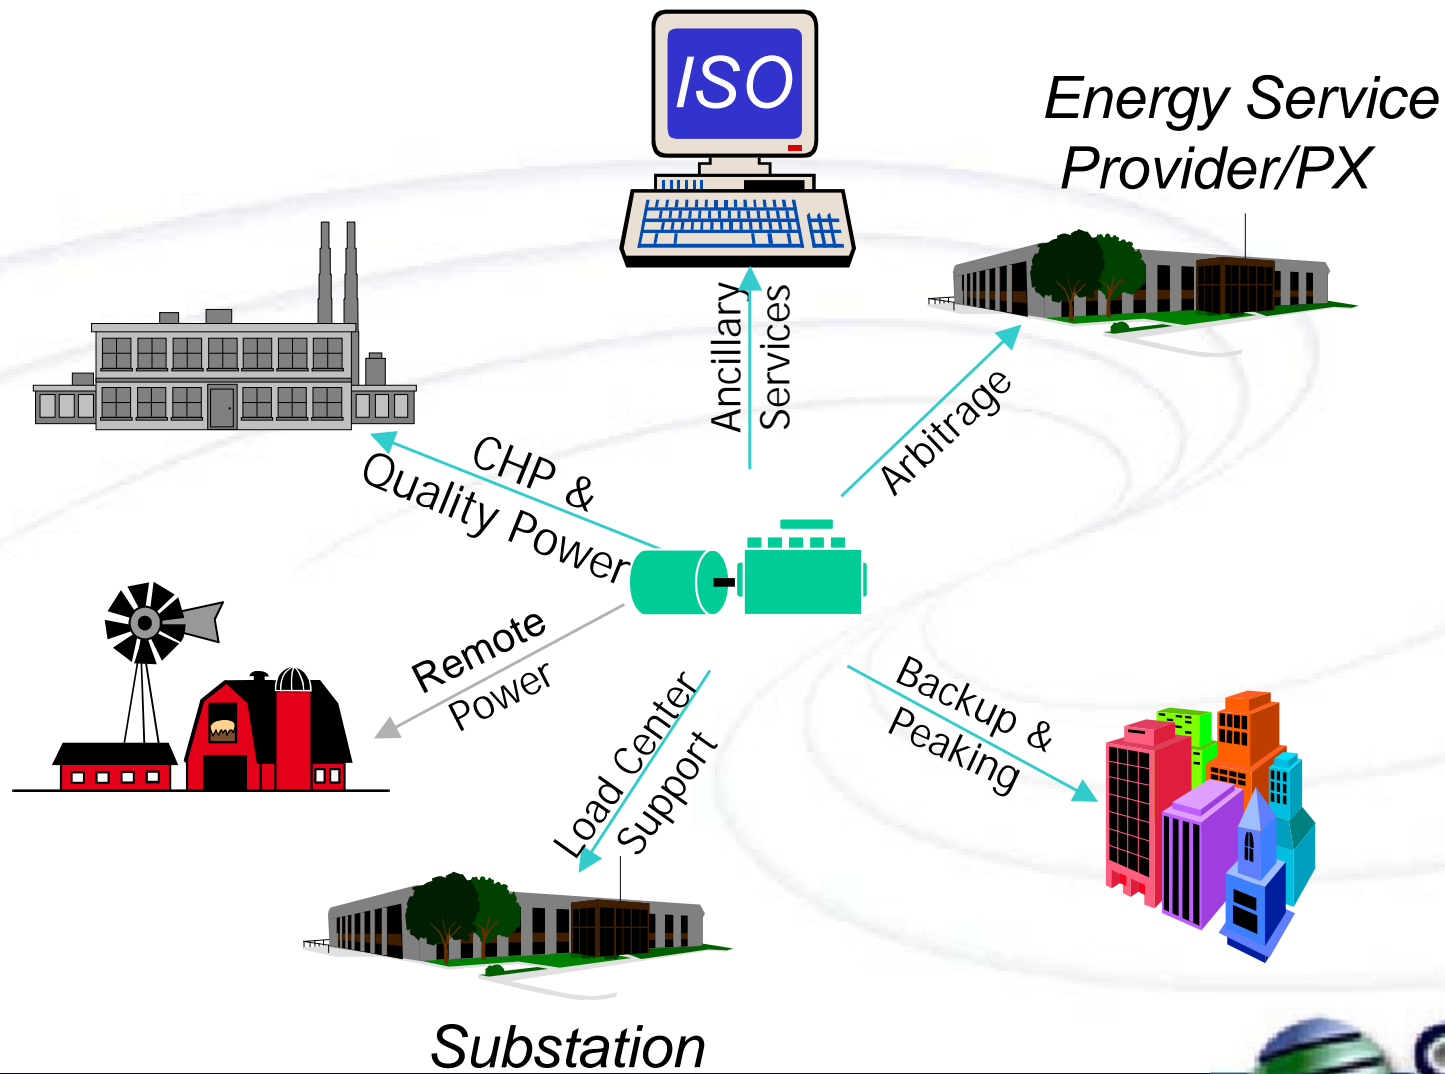 ISO
Energy Service
Provider/PX
Ancillary
Services
Arbitrage
CHP &
Quality Power
Remote
Power
Load Center
Support
Backup &
Peaking
Substation